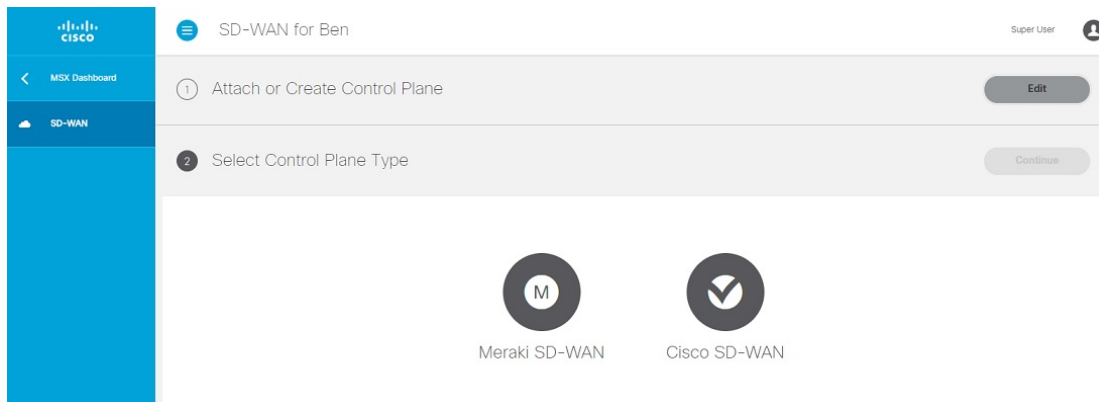 cisco
SD-WAN for Ben
Super User
MSX Dashboard
SD-WAN
1 Attach or Create Control Plane
Edit
2 Select Control Plane Type
Continue
M
Meraki SD-WAN
Cisco SD-WAN